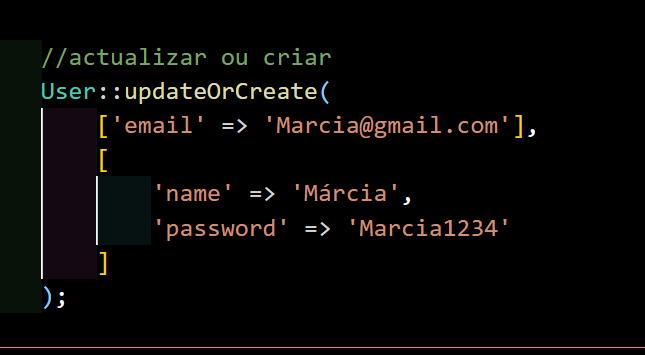 //actualizar ou criar
User::updateOrCreate(
['email' => 'Marcia@gmail.com'],
[
'name' => 'Márcia',
'password' => 'Marcia1234'
]
);